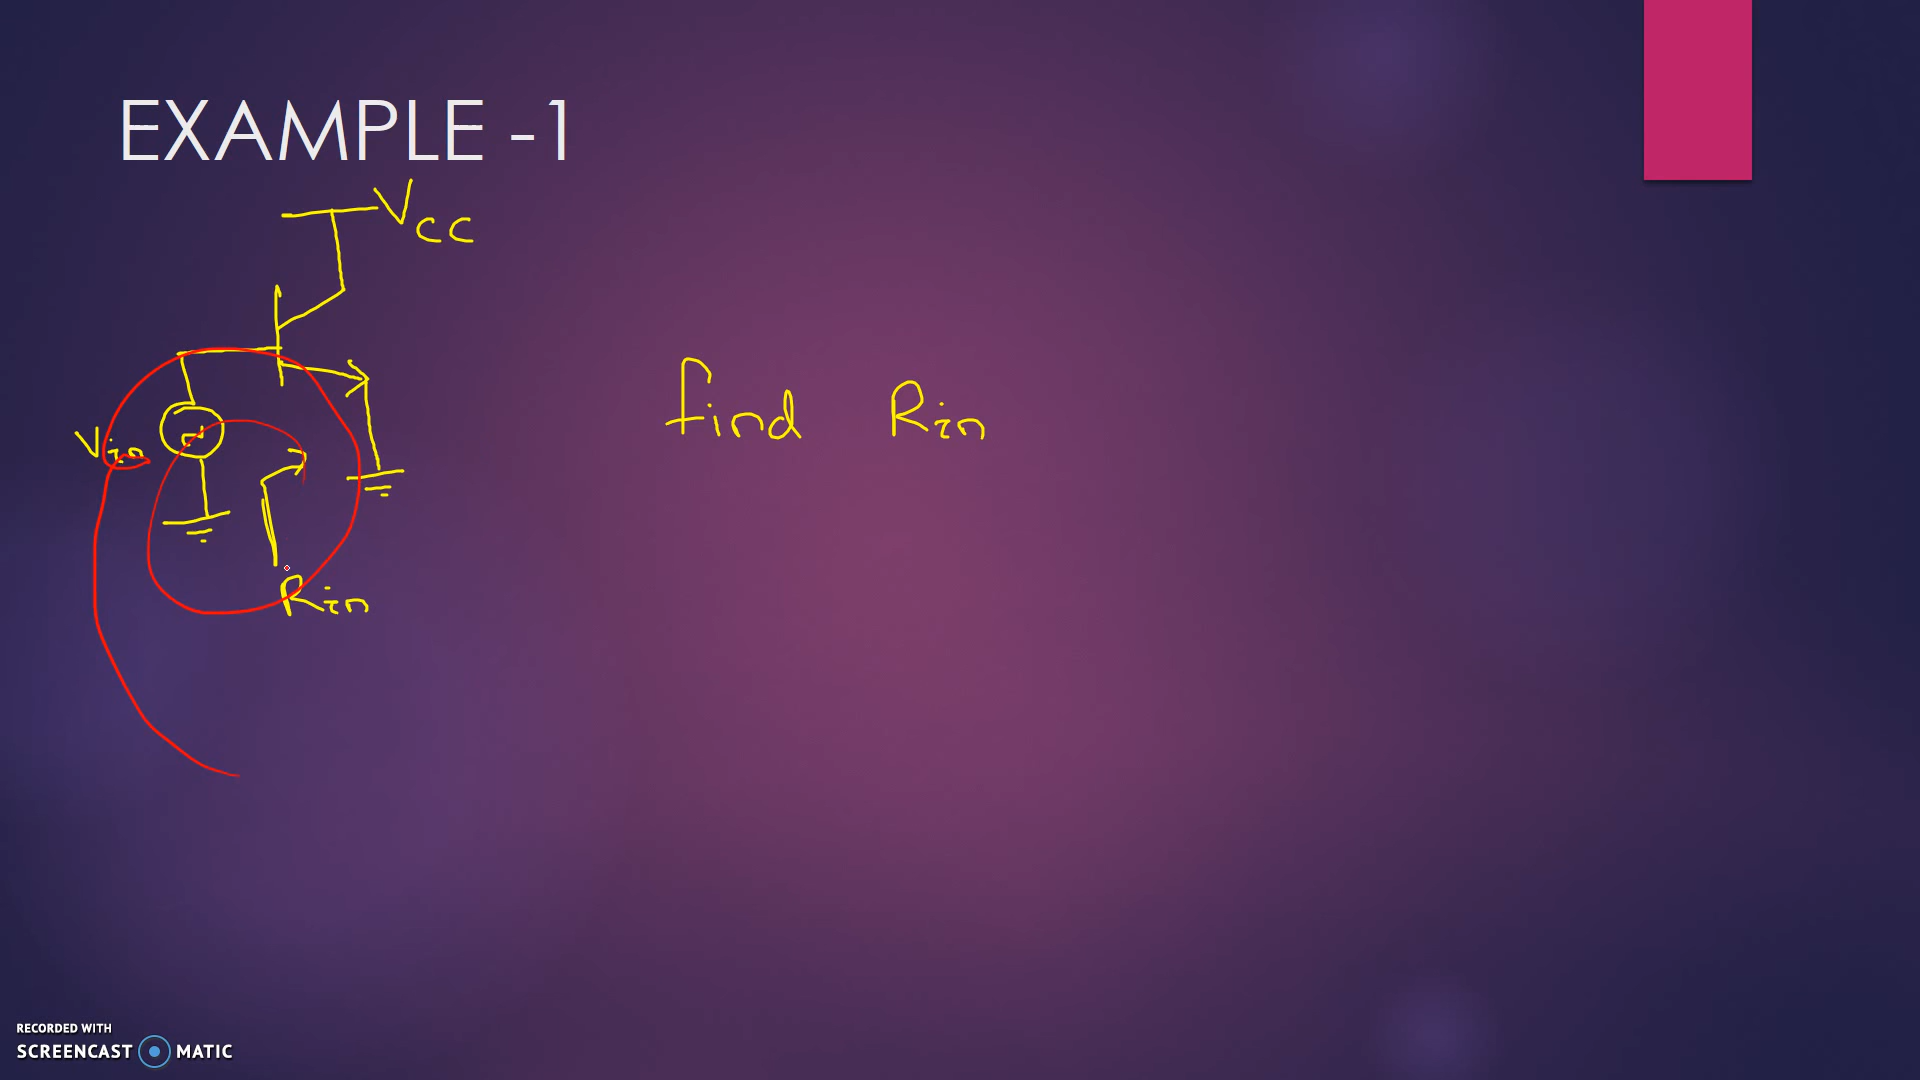 EXAMPLE -1
Vcc
Vin
find Rin
Rin
RECORDED WITH
SCREENCAST MATIC